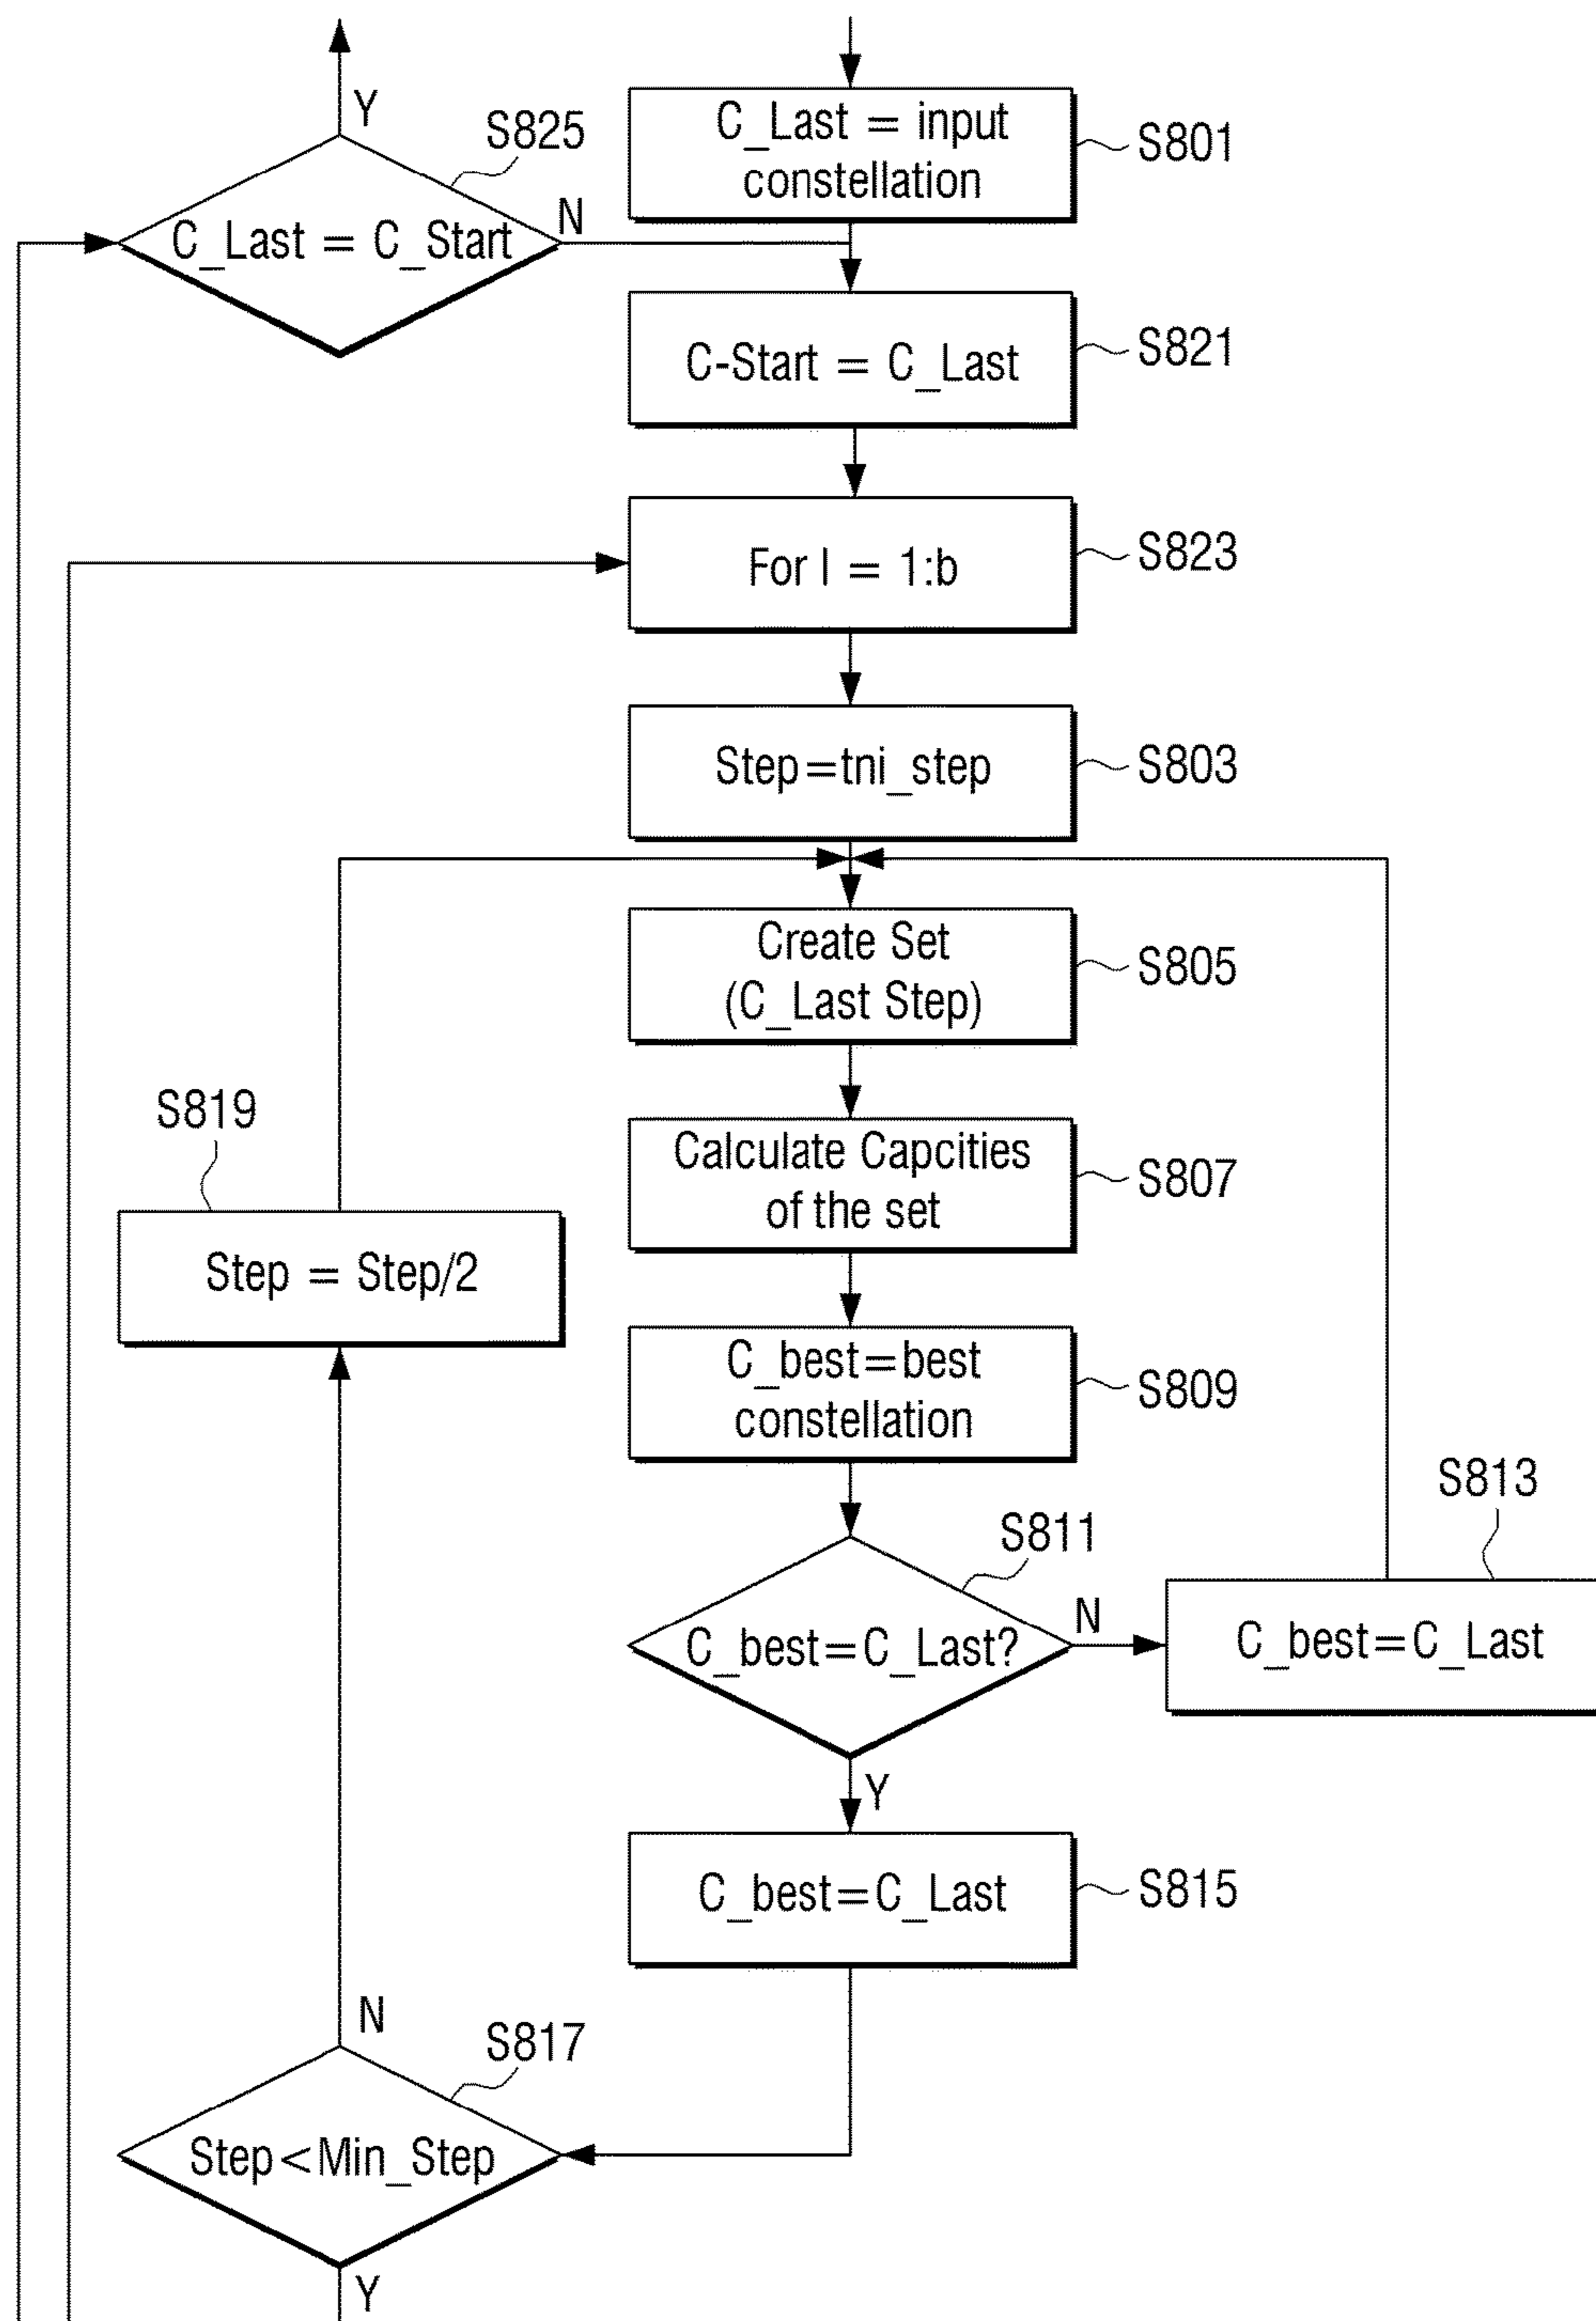 Y
S825
C_Last = C_Start
N
C_Last = input
constellation
S801
C-Start = C_Last
S821
For I = 1:b
S823
Step=tni_step
S803
Create Set
(C_Last Step)
S805
S819
Calculate Capcities
of the set
S807
Step = Step/2
C_best=best
constellation
S809
S813
S811
C_best=C_Last?
N
C_best=C_Last
Y
C_best=C_Last
S815
N
S817
Step<Min_Step
Y